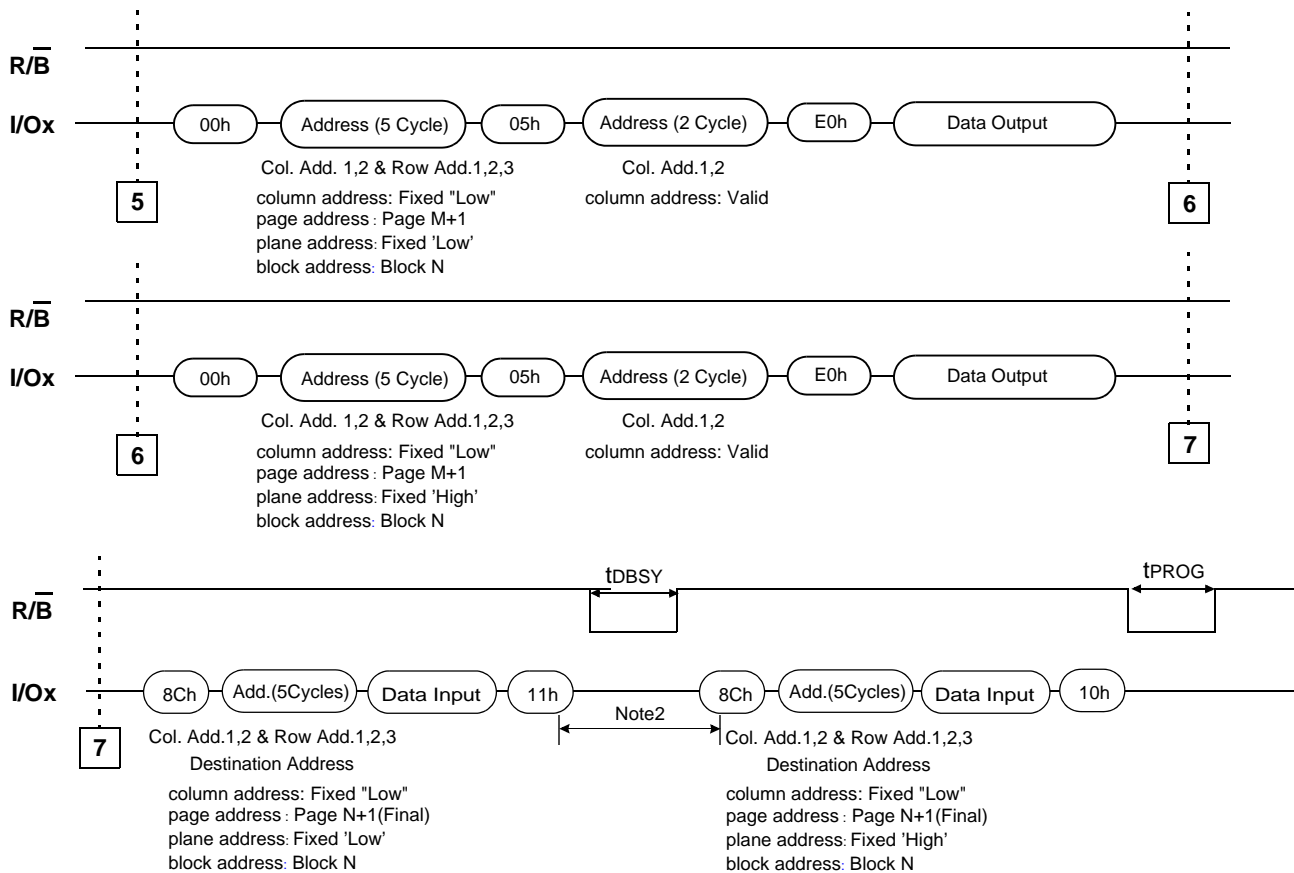 R/B
I/Ox
00h Address (5 Cycle) 05h Address (2 Cycle) E0h Data Output
Col. Add. 1,2 & Row Add.1,2,3 Col. Add.1,2
column address: Fixed "Low" column address: Valid
page address : Page M+1
plane address: Fixed 'Low'
block address: Block N
5 6
R/B
I/Ox
00h Address (5 Cycle) 05h Address (2 Cycle) E0h Data Output
Col. Add. 1,2 & Row Add.1,2,3 Col. Add.1,2
column address: Fixed "Low" column address: Valid
page address : Page M+1
plane address: Fixed 'High'
block address: Block N
6 7
tDBSY tPROG
R/B
I/Ox
8Ch Add.(5Cycles) Data Input 11h 8Ch Add.(5Cycles) Data Input 10h
Note2
7
Col. Add.1,2 & Row Add.1,2,3 Col. Add.1,2 & Row Add.1,2,3
Destination Address Destination Address
column address: Fixed "Low" column address: Fixed "Low"
page address : Page N+1(Final) page address : Page N+1(Final)
plane address: Fixed 'Low' plane address: Fixed 'High'
block address: Block N block address: Block N